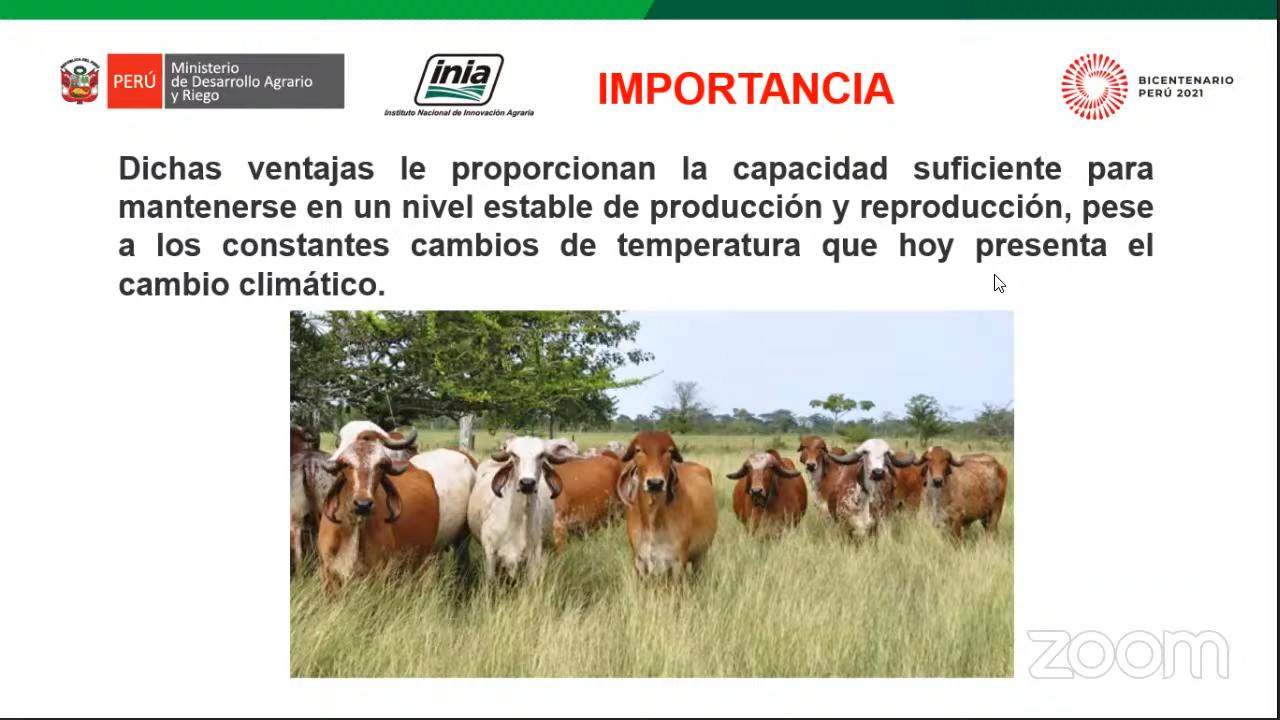 PERÚ
Ministerio
de Desarrollo Agrario
y Riego
inia
Instituto Nacional de Innovación Agraria
IMPORTANCIA
BICENTENARIO
PERÚ 2021
Dichas ventajas le proporcionan la capacidad suficiente para
mantenerse en un nivel estable de producción y reproducción, pese
a los constantes cambios de temperatura que hoy presenta el
cambio climático.
zoom